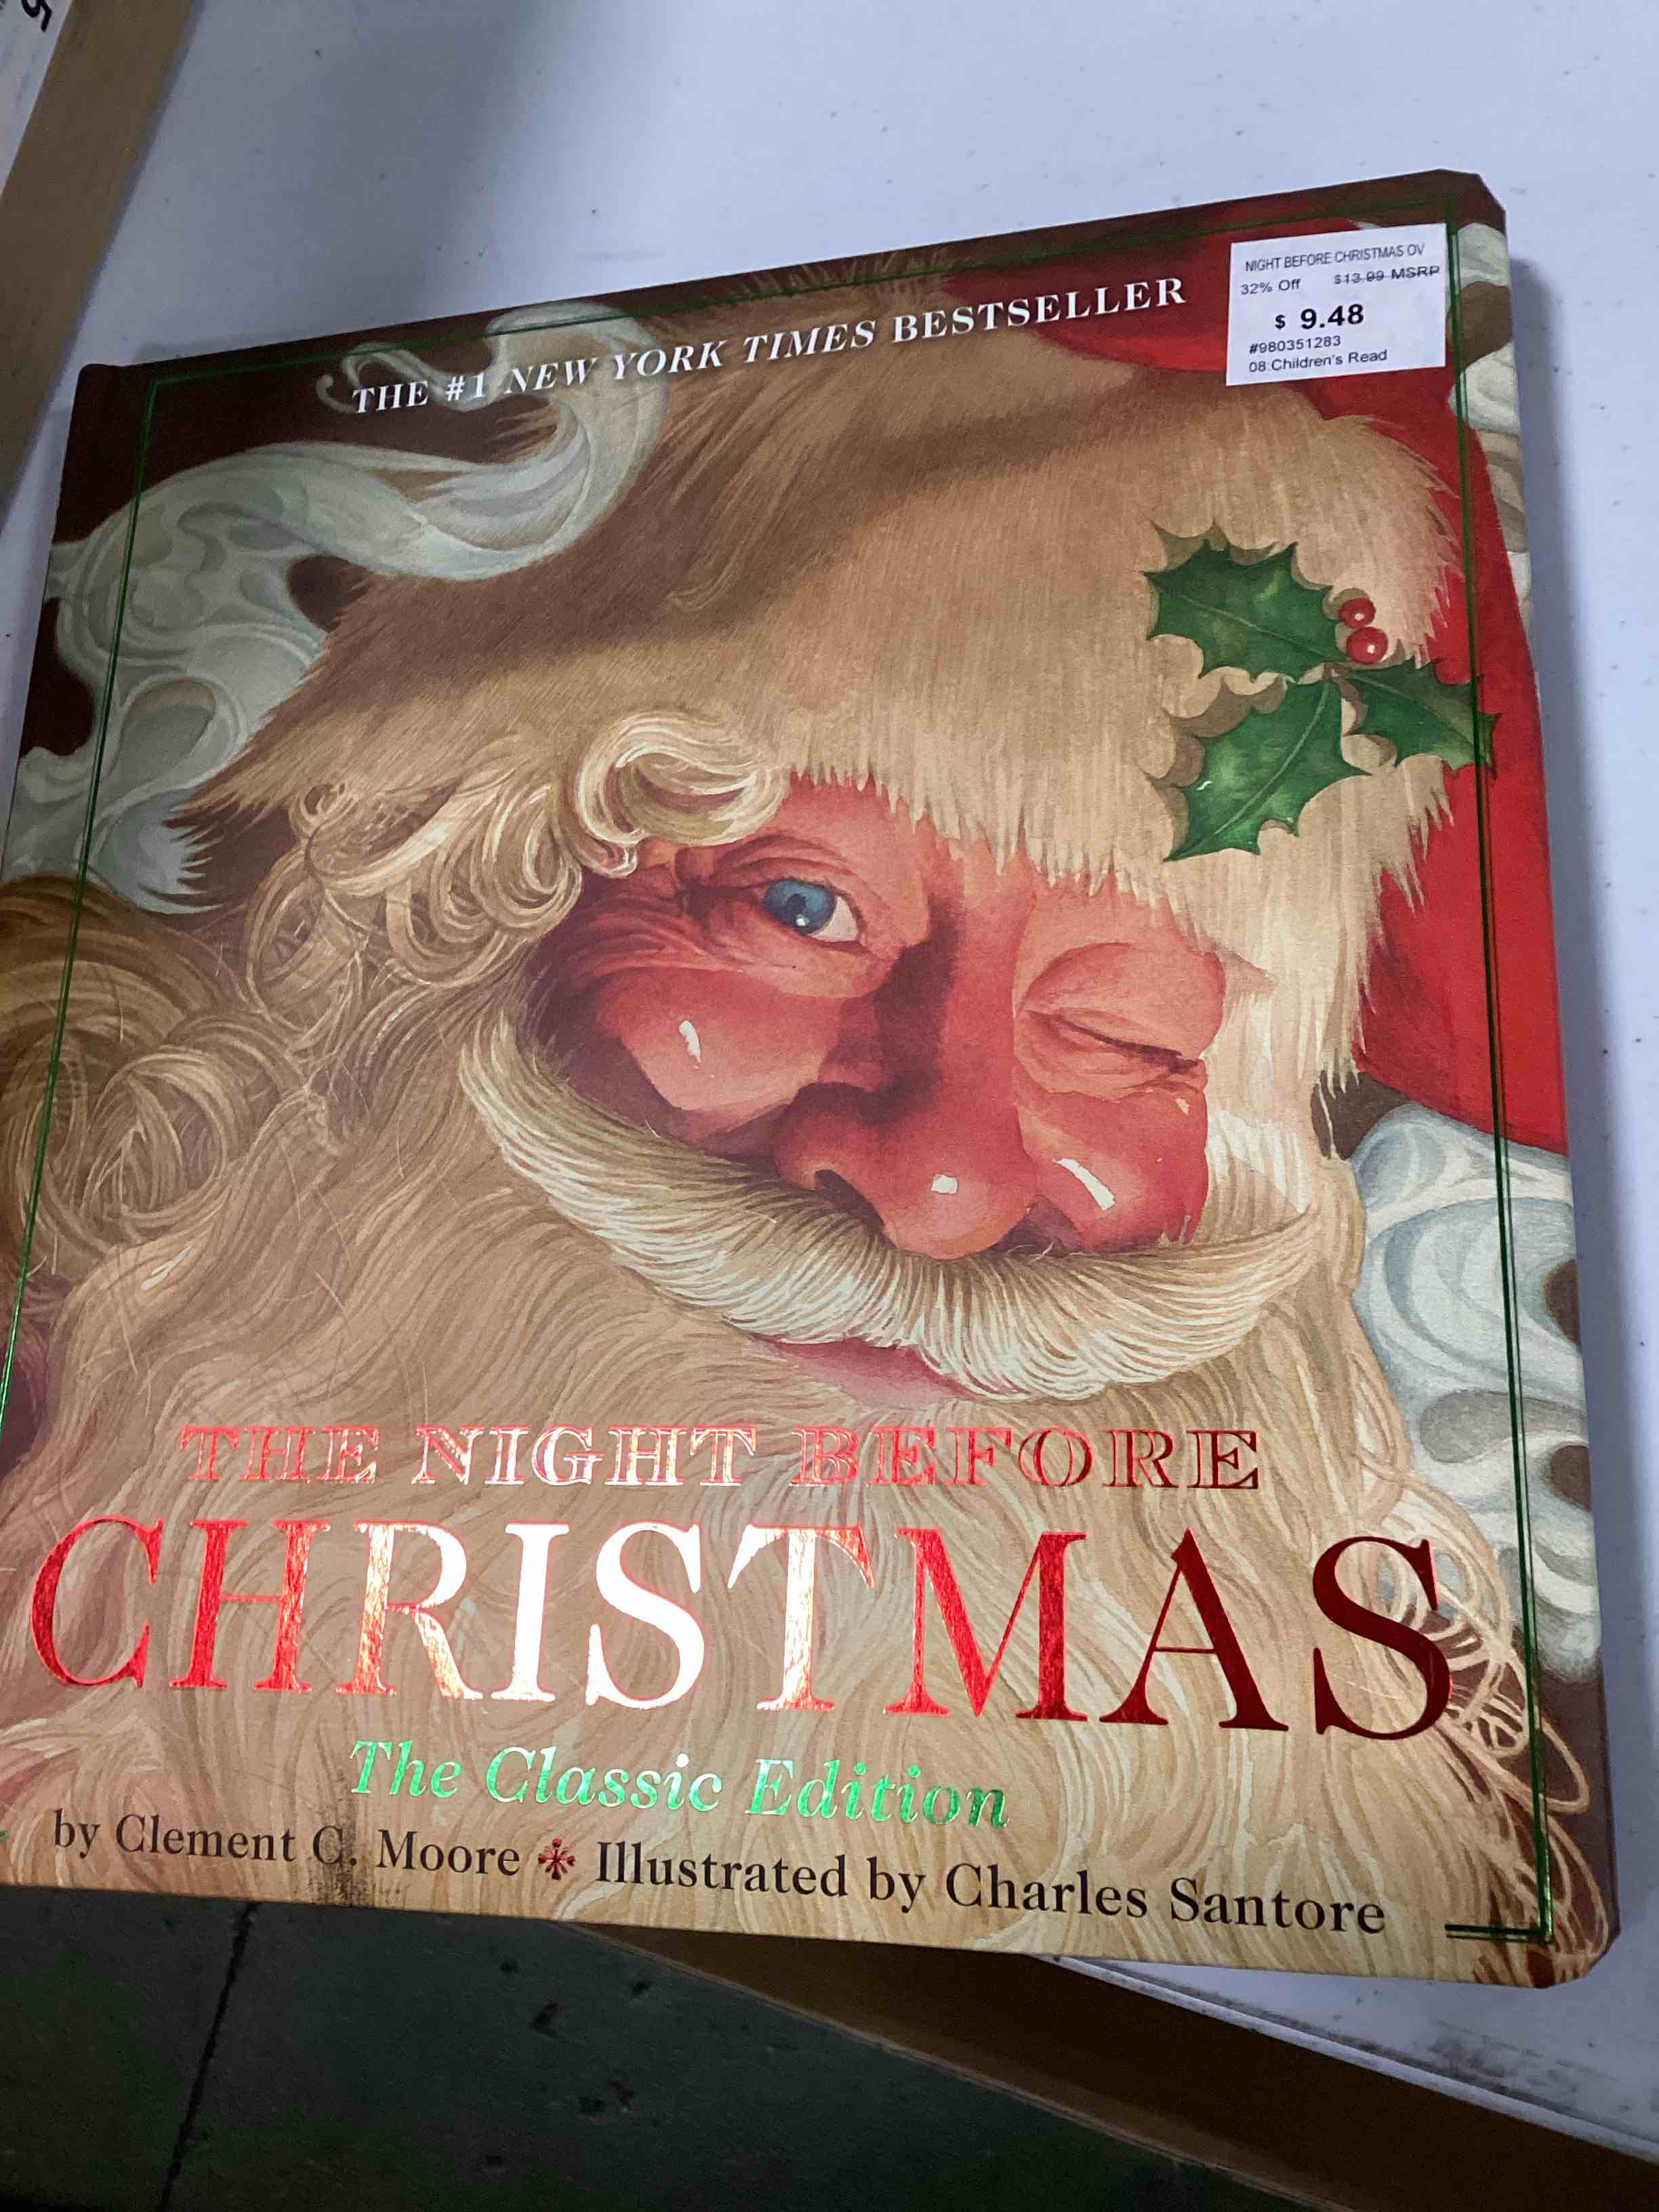 THE #1 NEW YORK TIMES BESTSELLER
NIGHT BEFORE CHRISTMAS OV
32% Off $13.99 MSRP
$ 9.48
#980351283
08:Children's Read
THE NIGHT BEFORE
CHRISTMAS
The Classic Edition
by Clement C. Moore * Illustrated by Charles Santore